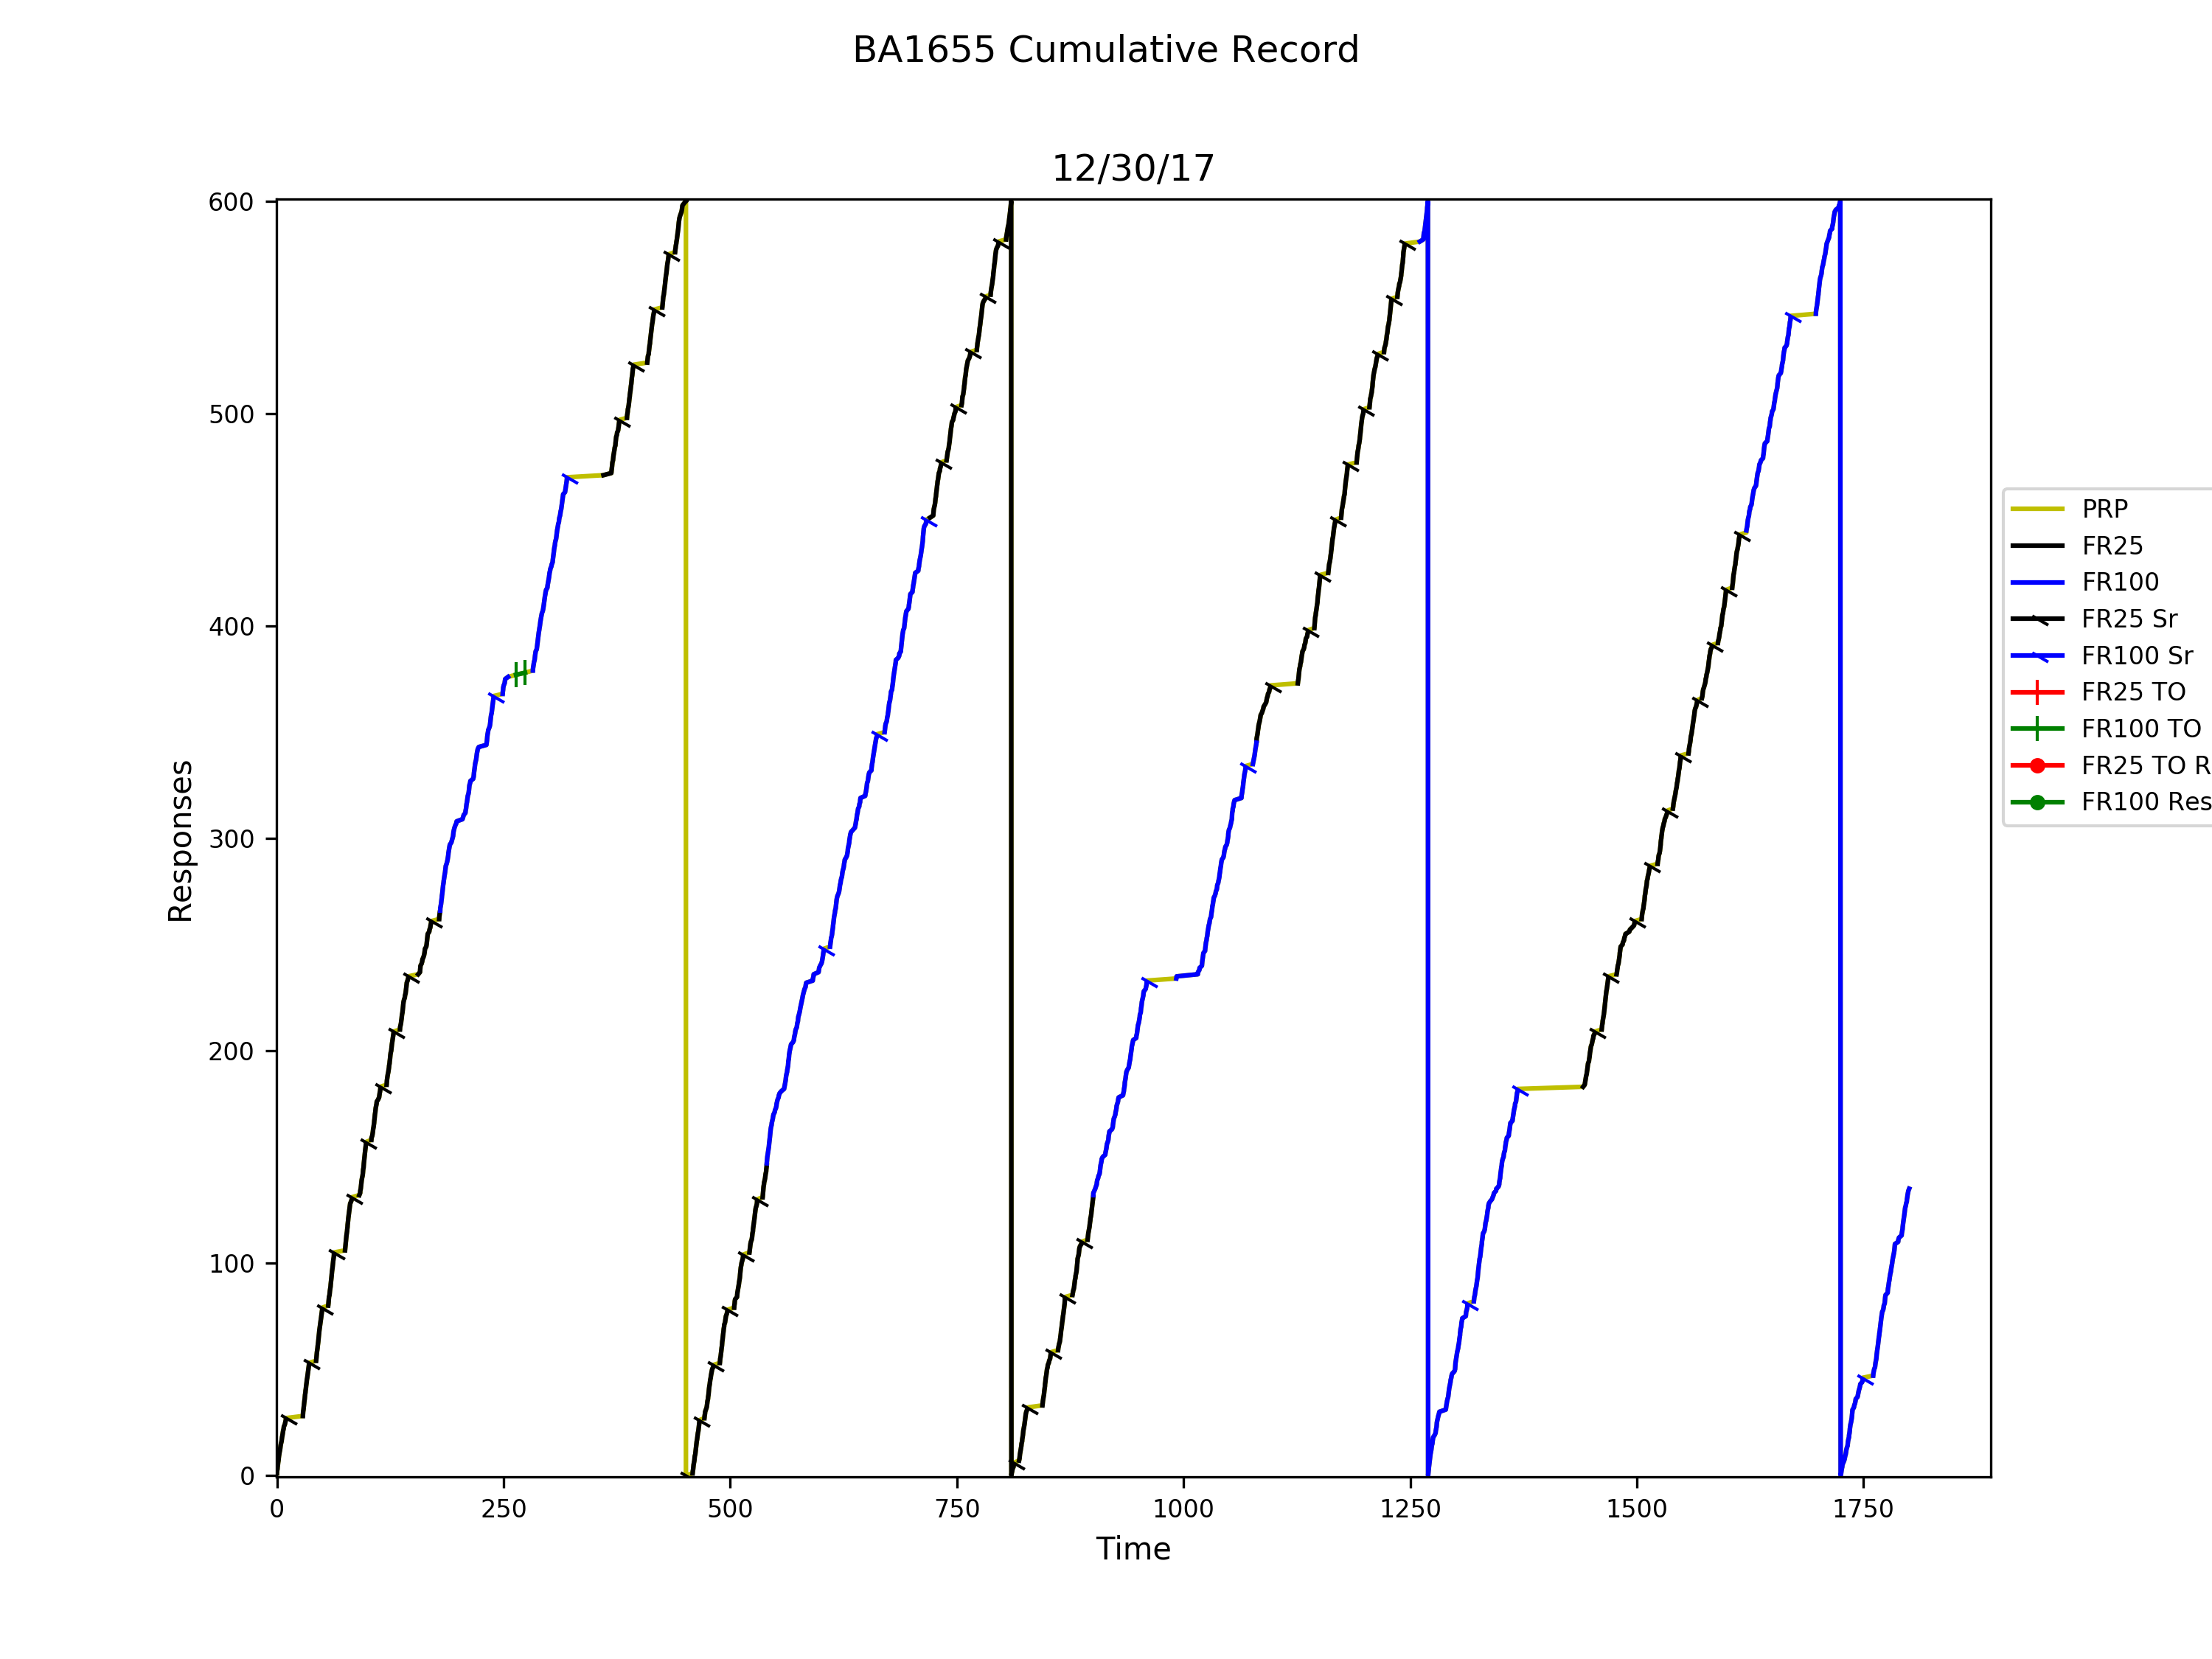 BA1655 Cumulative Record
12/30/17
600
500
400
300
200
100
0
Responses
0 250 500 750 1000 1250 1500 1750
Time
PRP
FR25
FR100
FR25 Sr
FR100 Sr
FR25 TO
FR100 TO
FR25 TO R
FR100 Res